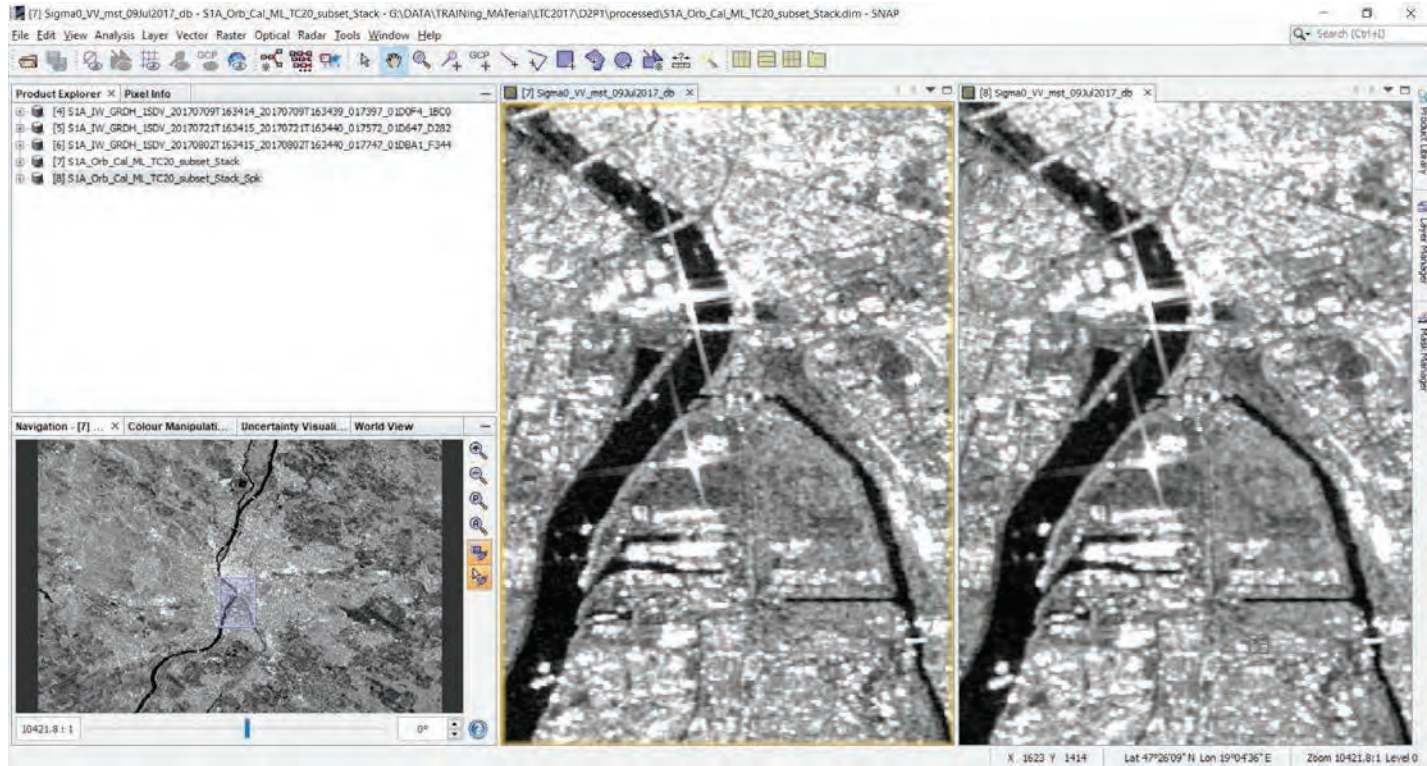 [7] Sigma0_VV_mst_09Jul2017_db - S1A_Orb_Cal_ML_TC20_subset_Stack - G:\DATA\TRAINing_MATerial\LTC2017\D2P1\processed\S1A_Orb_Cal_ML_TC20_subset_Stack.dim - SNAP
File Edit View Analysis Layer Vector Raster Optical Radar Tools Window Help
Search (Ctrl+I)
GCP GCP
Product Explorer Pixel Info
[4] S1A_IW_GRDH_1SDV_20170709T163414_20170709T163439_017397_01D0F4_1BC0
[5] S1A_IW_GRDH_1SDV_20170721T163415_20170721T163440_017572_01D647_D282
[6] S1A_IW_GRDH_1SDV_20170802T163415_20170802T163440_017747_01DBA1_F344
[7] S1A_Orb_Cal_ML_TC20_subset_Stack
[8] S1A_Orb_Cal_ML_TC20_subset_Stack_Spk
[7] Sigma0_VV_mst_09Jul2017_db
[8] Sigma0_VV_mst_09Jul2017_db
Product Library
Layer Manager
Mask Manager
Navigation - [7] ... Colour Manipulati... Uncertainty Visuali... World View
10421.8 : 1
0°
X 1623 Y 1414 Lat 47°26'09" N Lon 19°04'36" E Zoom 10421.8:1 Level 0